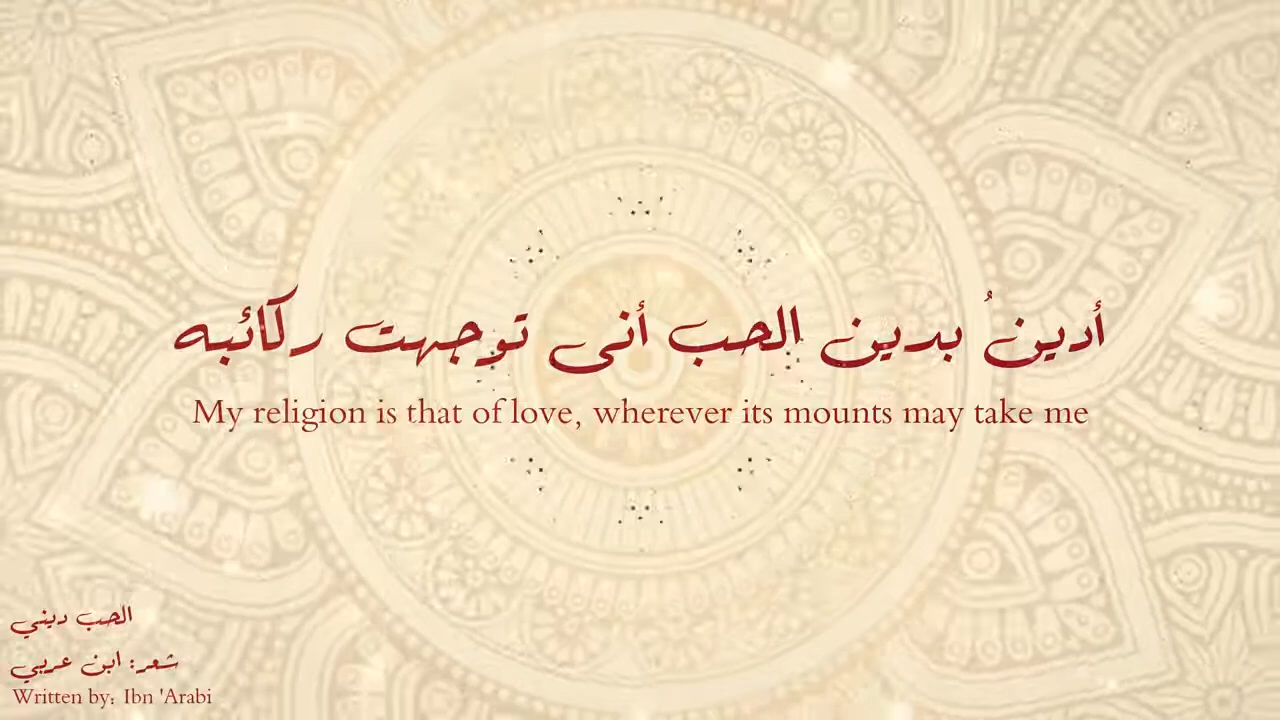 أدينُ بدين الحب أنى توجهت ركائبه
My religion is that of love, wherever its mounts may take me
الحب ديني
شعر: ابن عربي
Written by: Ibn 'Arabi